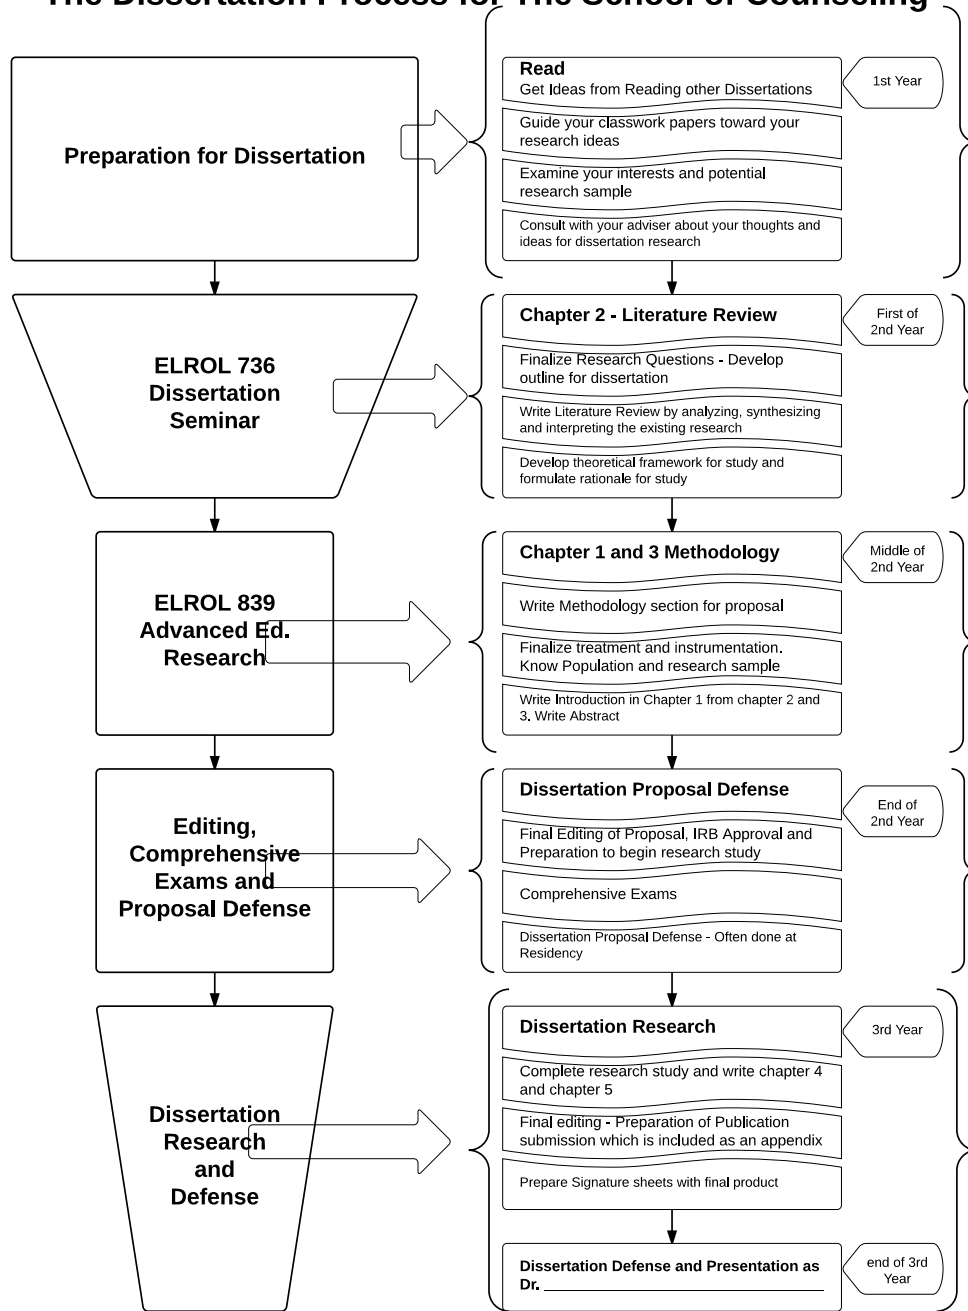 The Dissertation Process for The School of Counseling
Preparation for Dissertation
Read
Get Ideas from Reading other Dissertations
Guide your classwork papers toward your
research ideas
Examine your interests and potential
research sample
Consult with your adviser about your thoughts and
ideas for dissertation research
1st Year
ELROL 736
Dissertation
Seminar
Chapter 2 - Literature Review
Finalize Research Questions - Develop
outline for dissertation
Write Literature Review by analyzing, synthesizing
and interpreting the existing research
Develop theoretical framework for study and
formulate rationale for study
First of
2nd Year
ELROL 839
Advanced Ed.
Research
Chapter 1 and 3 Methodology
Write Methodology section for proposal
Finalize treatment and instrumentation.
Know Population and research sample
Write Introduction in Chapter 1 from chapter 2 and
3. Write Abstract
Middle of
2nd Year
Editing,
Comprehensive
Exams and
Proposal Defense
Dissertation Proposal Defense
Final Editing of Proposal, IRB Approval and
Preparation to begin research study
Comprehensive Exams
Dissertation Proposal Defense - Often done at
Residency
End of
2nd Year
Dissertation
Research
and
Defense
Dissertation Research
Complete research study and write chapter 4
and chapter 5
Final editing - Preparation of Publication
submission which is included as an appendix
Prepare Signature sheets with final product
3rd Year
Dissertation Defense and Presentation as
Dr. ____________________
end of 3rd
Year